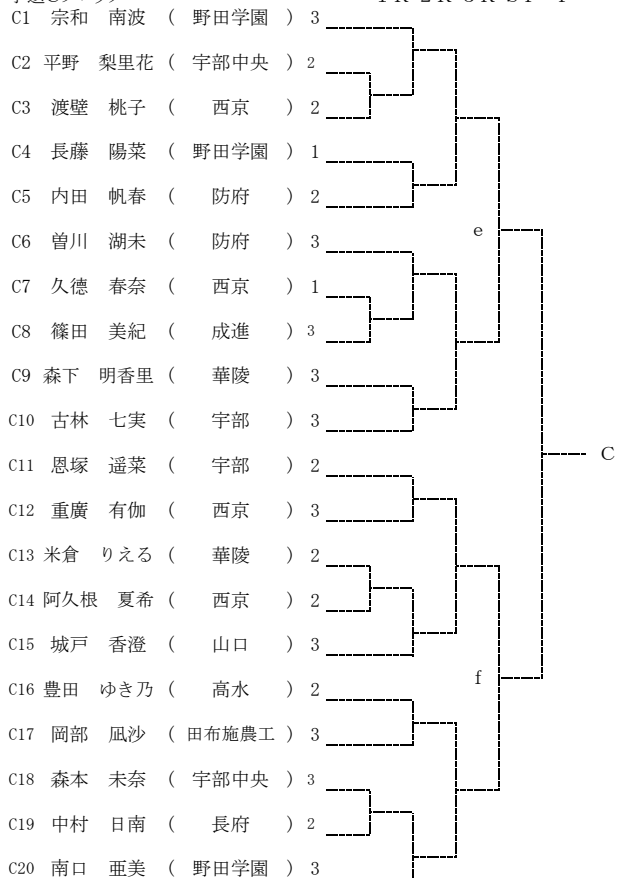 C1 宗和 南波 ( 野田学園 ) 3
C2 平野 梨里花 ( 宇部中央 ) 2
C3 渡壁 桃子 ( 西京 ) 2
C4 長藤 陽菜 ( 野田学園 ) 1
C5 内田 帆春 ( 防府 ) 2
C6 曽川 湖未 ( 防府 ) 3
e
C7 久德 春奈 ( 西京 ) 1
C8 篠田 美紀 ( 成進 ) 3
C9 森下 明香里 ( 華陵 ) 3
C10 古林 七実 ( 宇部 ) 3
C
C11 恩塚 遥菜 ( 宇部 ) 2
C12 重廣 有伽 ( 西京 ) 3
C13 米倉 りえる ( 華陵 ) 2
C14 阿久根 夏希 ( 西京 ) 2
C15 城戸 香澄 ( 山口 ) 3
f
C16 豊田 ゆき乃 ( 高水 ) 2
C17 岡部 凪沙 ( 田布施農工 ) 3
C18 森本 未奈 ( 宇部中央 ) 3
C19 中村 日南 ( 長府 ) 2
C20 南口 亜美 ( 野田学園 ) 3